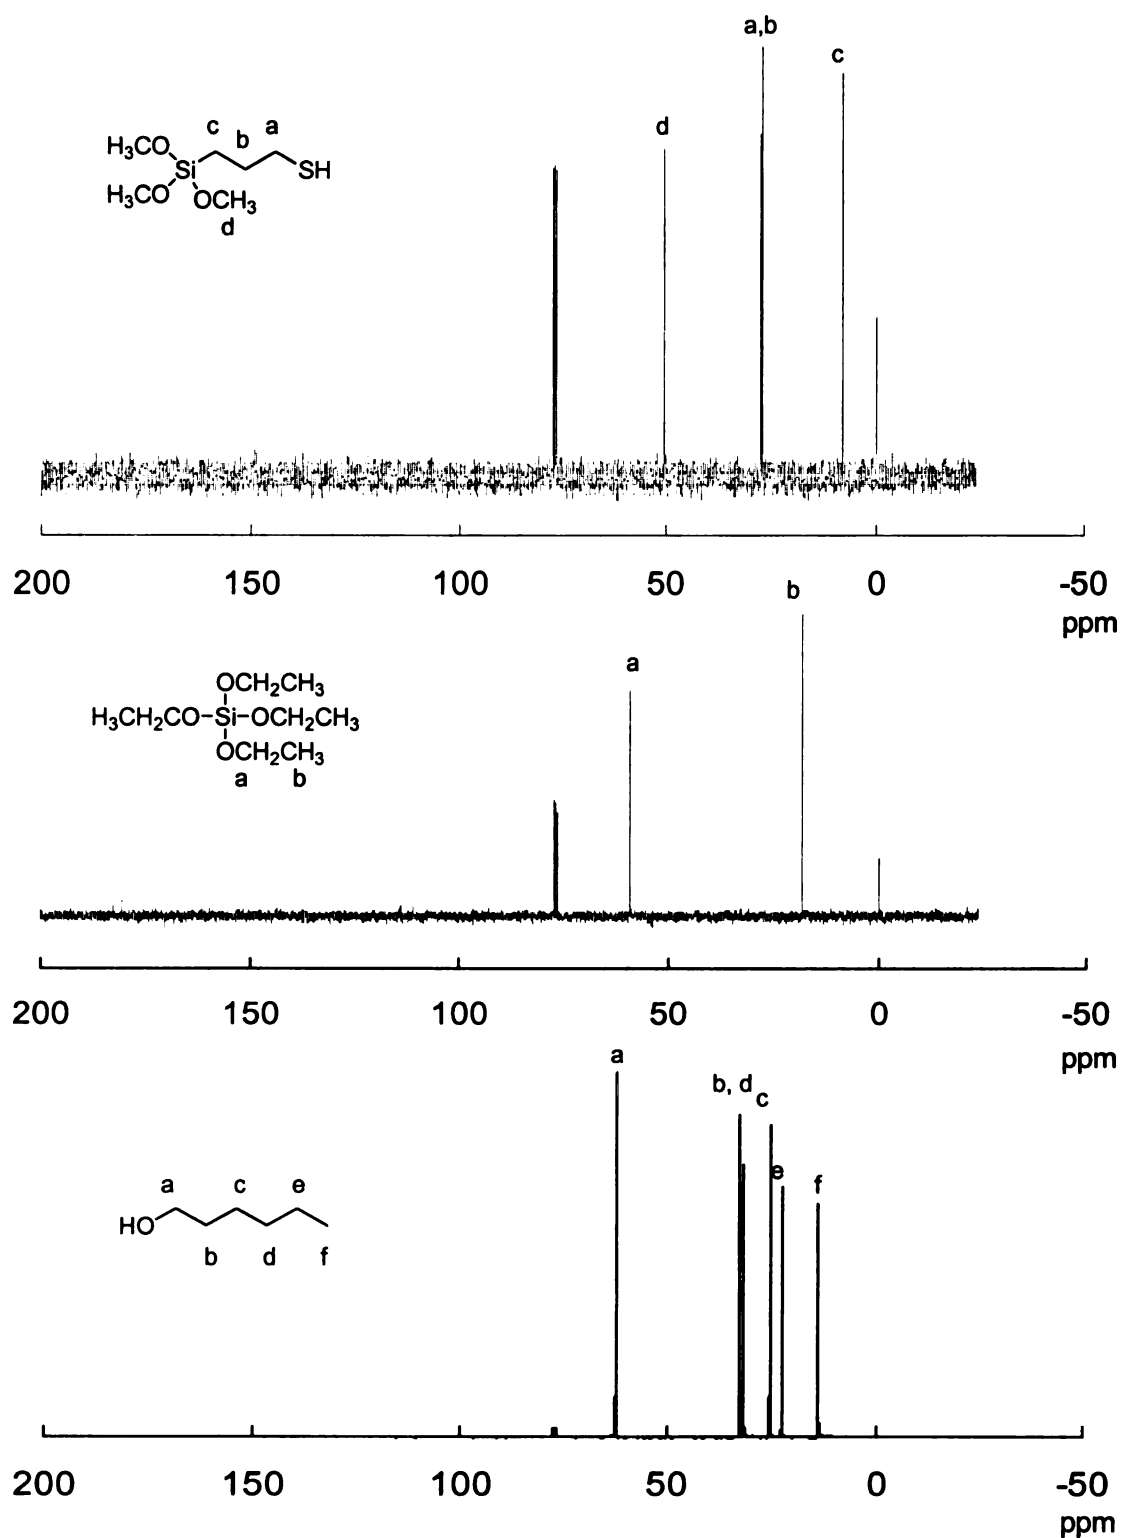 a,b
c
d
c b a
H₃CO
Si
SH
H₃CO
OCH₃
d
200 150 100 50 0 -50
ppm
b
a
OCH₂CH₃
H₃CH₂CO-Si-OCH₂CH₃
OCH₂CH₃
a b
200 150 100 50 0 -50
ppm
a
b, d
c
e
f
a c e
HO
b d f
200 150 100 50 0 -50
ppm